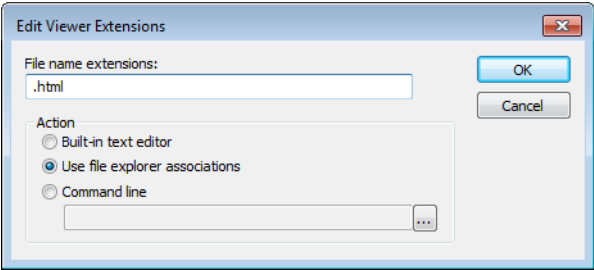 Edit Viewer Extensions
File name extensions:
.html
OK
Cancel
Action
Built-in text editor
Use file explorer associations
Command line
...